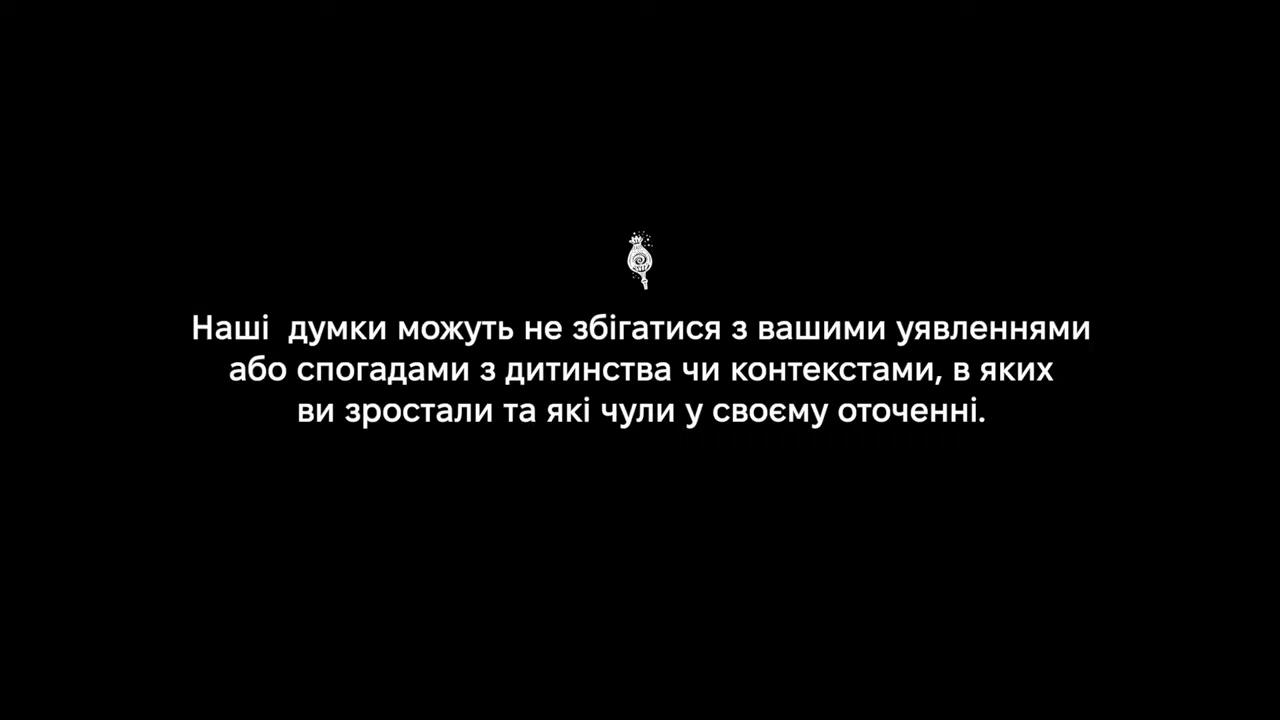 Наші  думки можуть не збігатися з вашими уявленнями
або спогадами з дитинства чи контекстами, в яких
ви зростали та які чули у своєму оточенні.